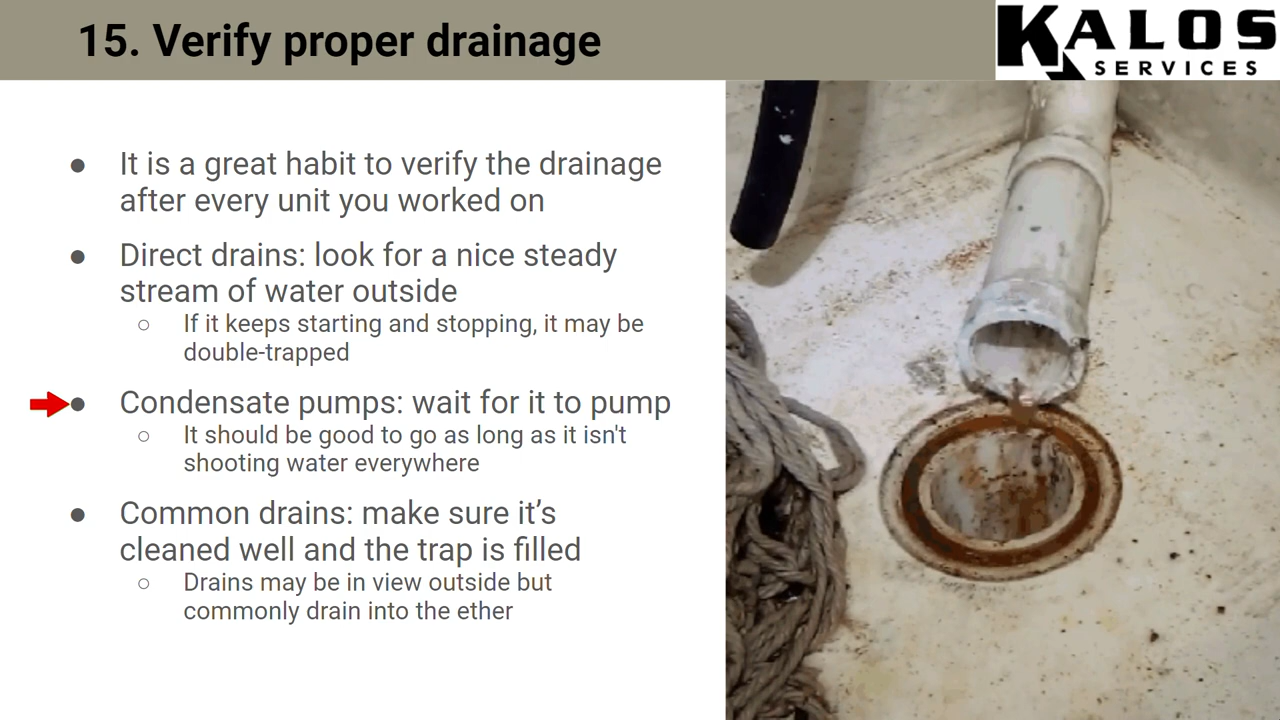 15. Verify proper drainage
KALOS
SERVICES
● It is a great habit to verify the drainage
after every unit you worked on
● Direct drains: look for a nice steady
stream of water outside
○ If it keeps starting and stopping, it may be
double-trapped
● Condensate pumps: wait for it to pump
○ It should be good to go as long as it isn't
shooting water everywhere
● Common drains: make sure it’s
cleaned well and the trap is filled
○ Drains may be in view outside but
commonly drain into the ether